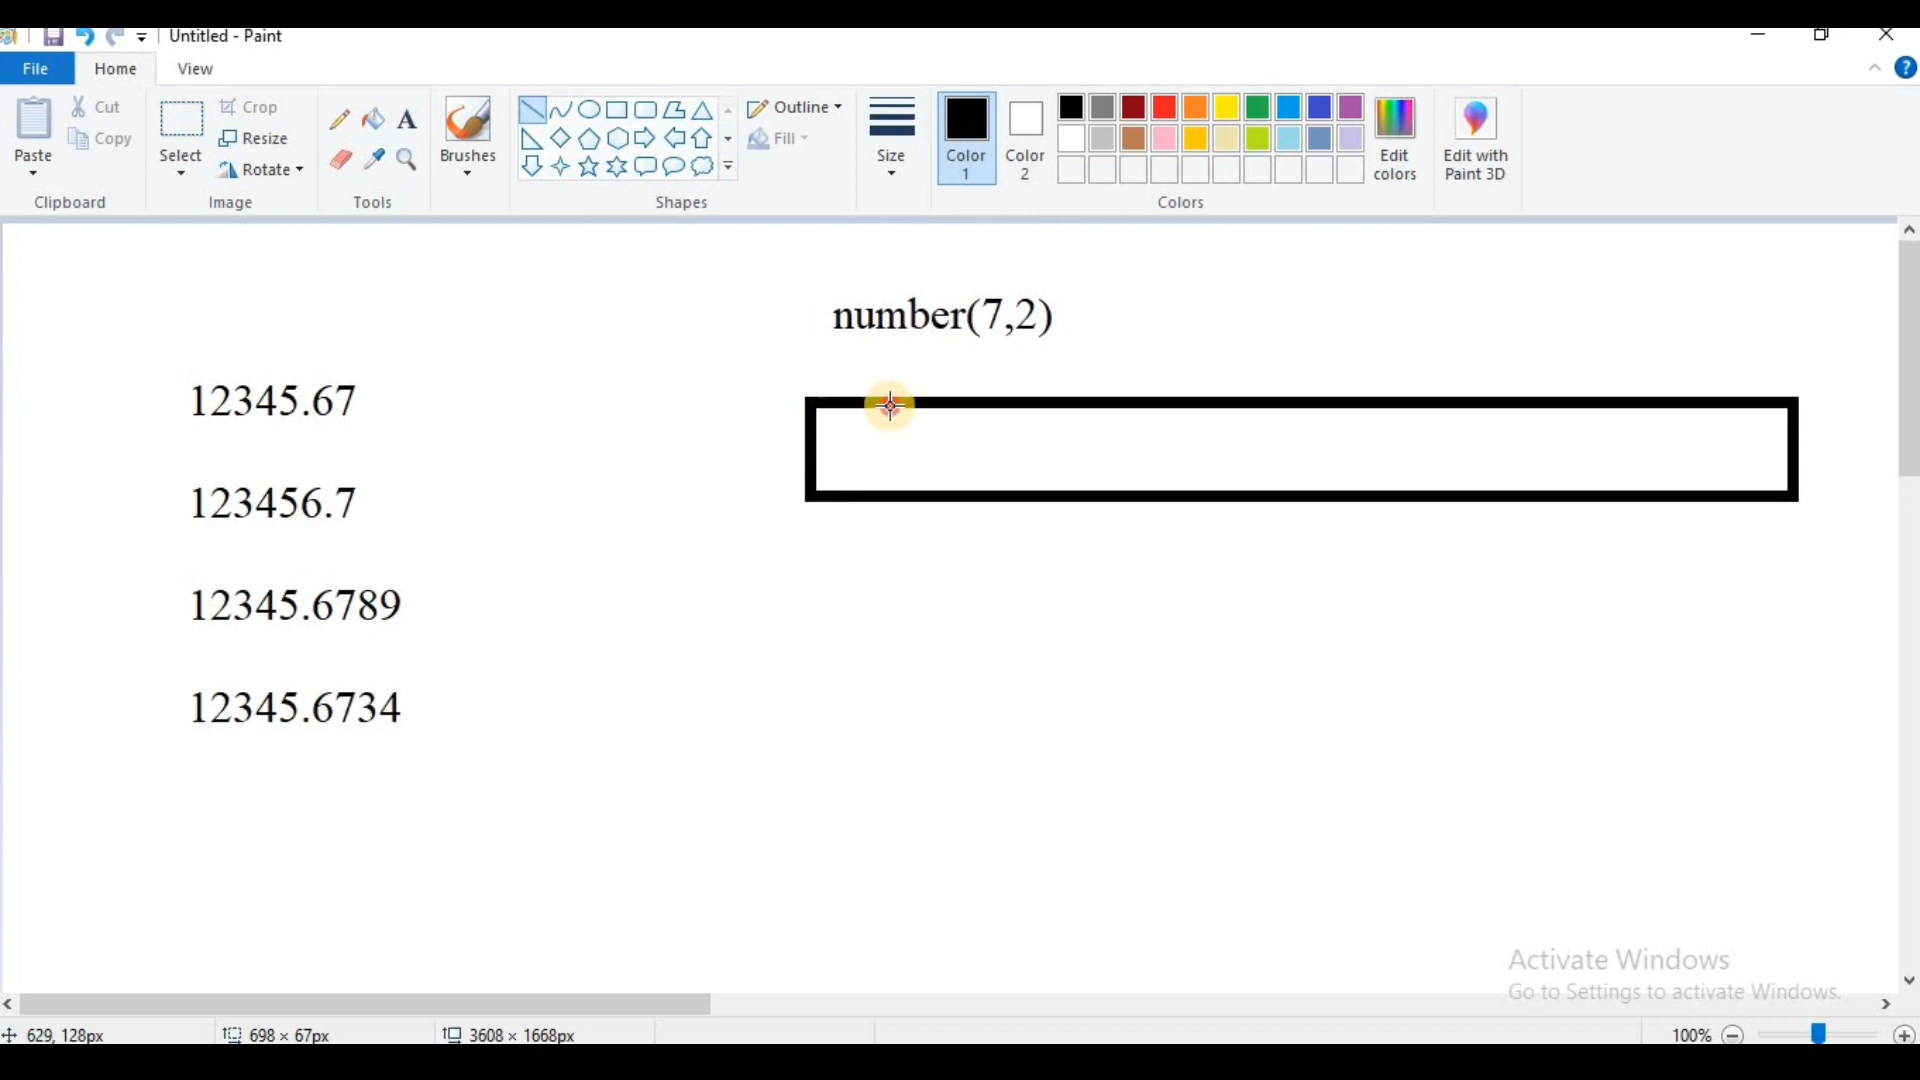 Untitled - Paint
File Home View
Paste
Cut
Copy
Clipboard
Select
Crop
Resize
Rotate
Image
A
Tools
Brushes
Shapes
Outline
Fill
Size
Color
1
Color
2
Colors
Edit
colors
Edit with
Paint 3D
?
number(7,2)
12345.67
123456.7
12345.6789
12345.6734
Activate Windows
Go to Settings to activate Windows.
629, 128px 698 × 67px 3608 × 1668px 100%